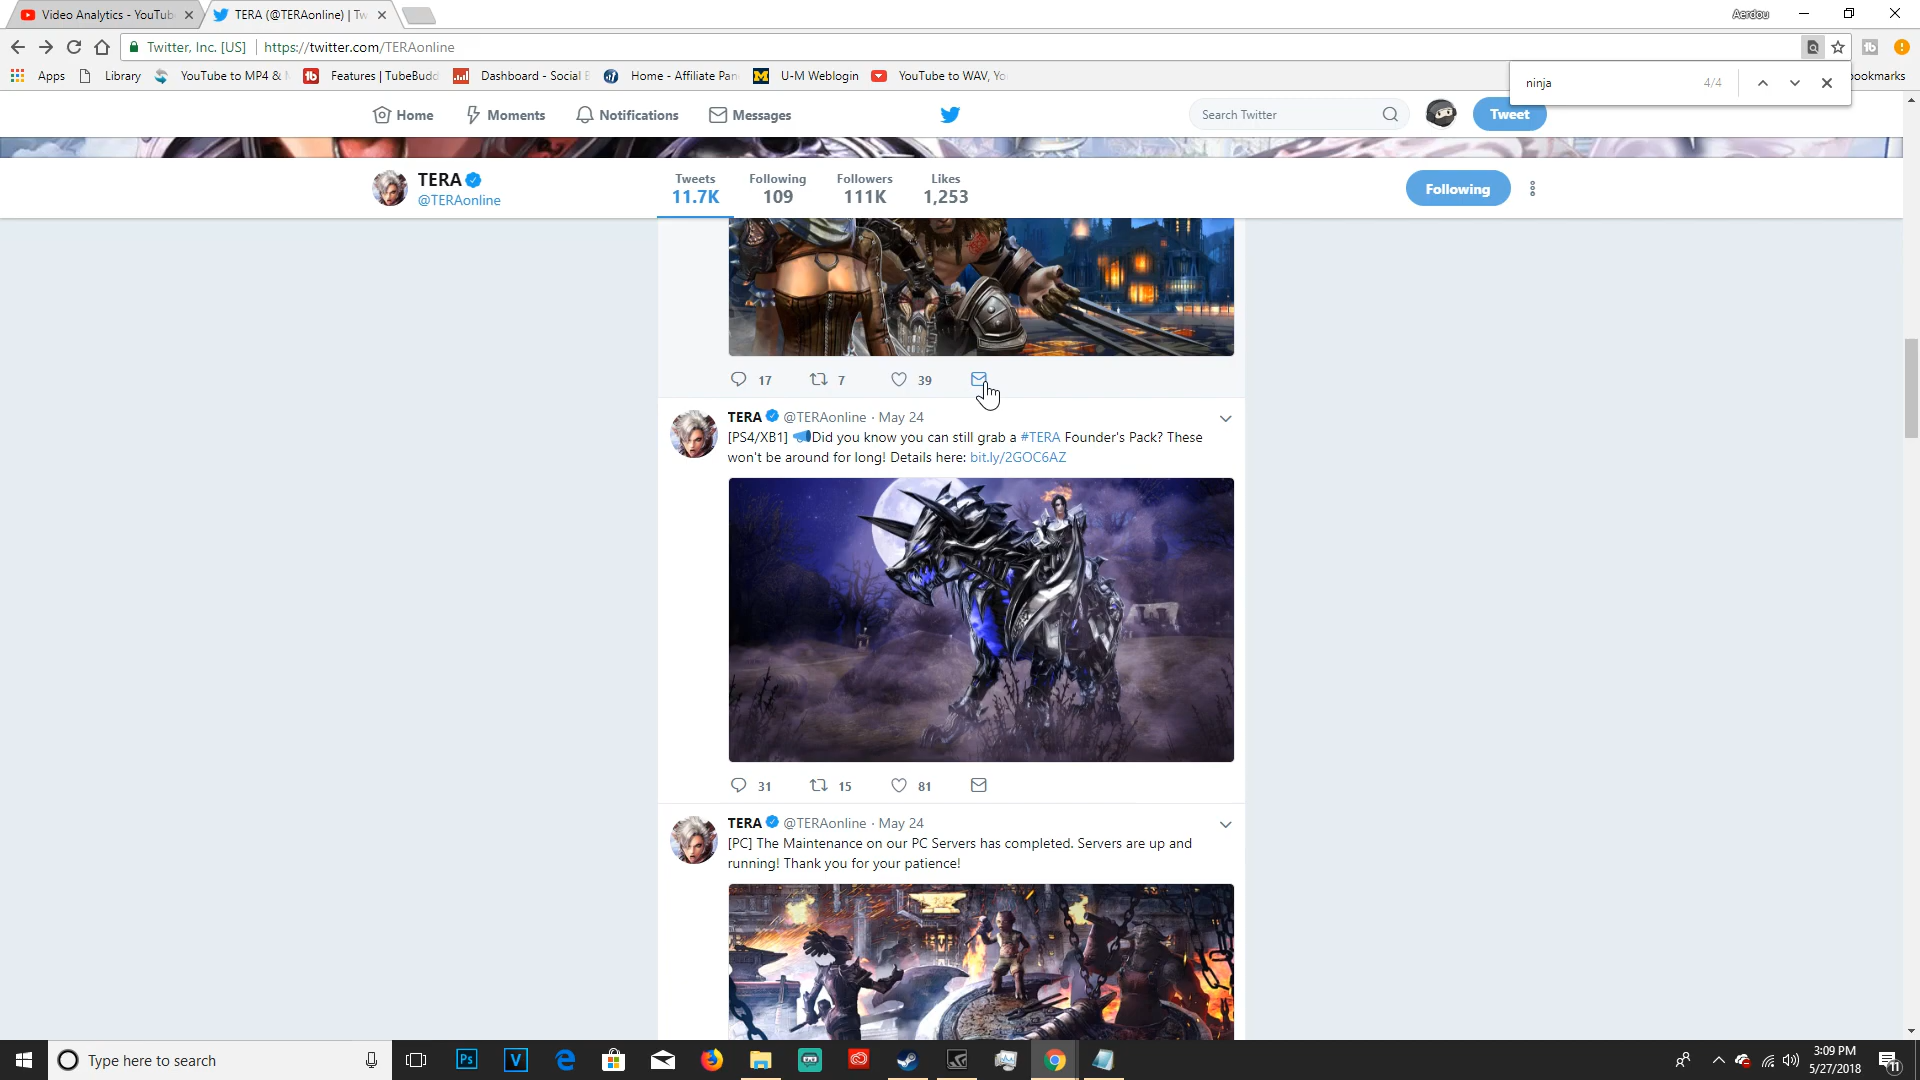 Video Analytics - YouTub
TERA (@TERAonline) | Tw
Aerdou
Twitter, Inc. [US]
https://twitter.com/TERAonline
Apps
Library
YouTube to MP4 &
Features | TubeBudd
Dashboard - Social B
Home - Affiliate Pan
U-M Weblogin
YouTube to WAV, Yo
bookmarks
ninja
4/4
Home
Moments
Notifications
Messages
Search Twitter
Tweet
TERA
@TERAonline
Tweets
11.7K
Following
109
Followers
111K
Likes
1,253
Following
17
7
39
TERA @TERAonline · May 24
[PS4/XB1] Did you know you can still grab a #TERA Founder's Pack? These
won't be around for long! Details here: bit.ly/2GOC6AZ
31
15
81
TERA @TERAonline · May 24
[PC] The Maintenance on our PC Servers has completed. Servers are up and
running! Thank you for your patience!
Type here to search
Ps
V
3:09 PM
5/27/2018
11